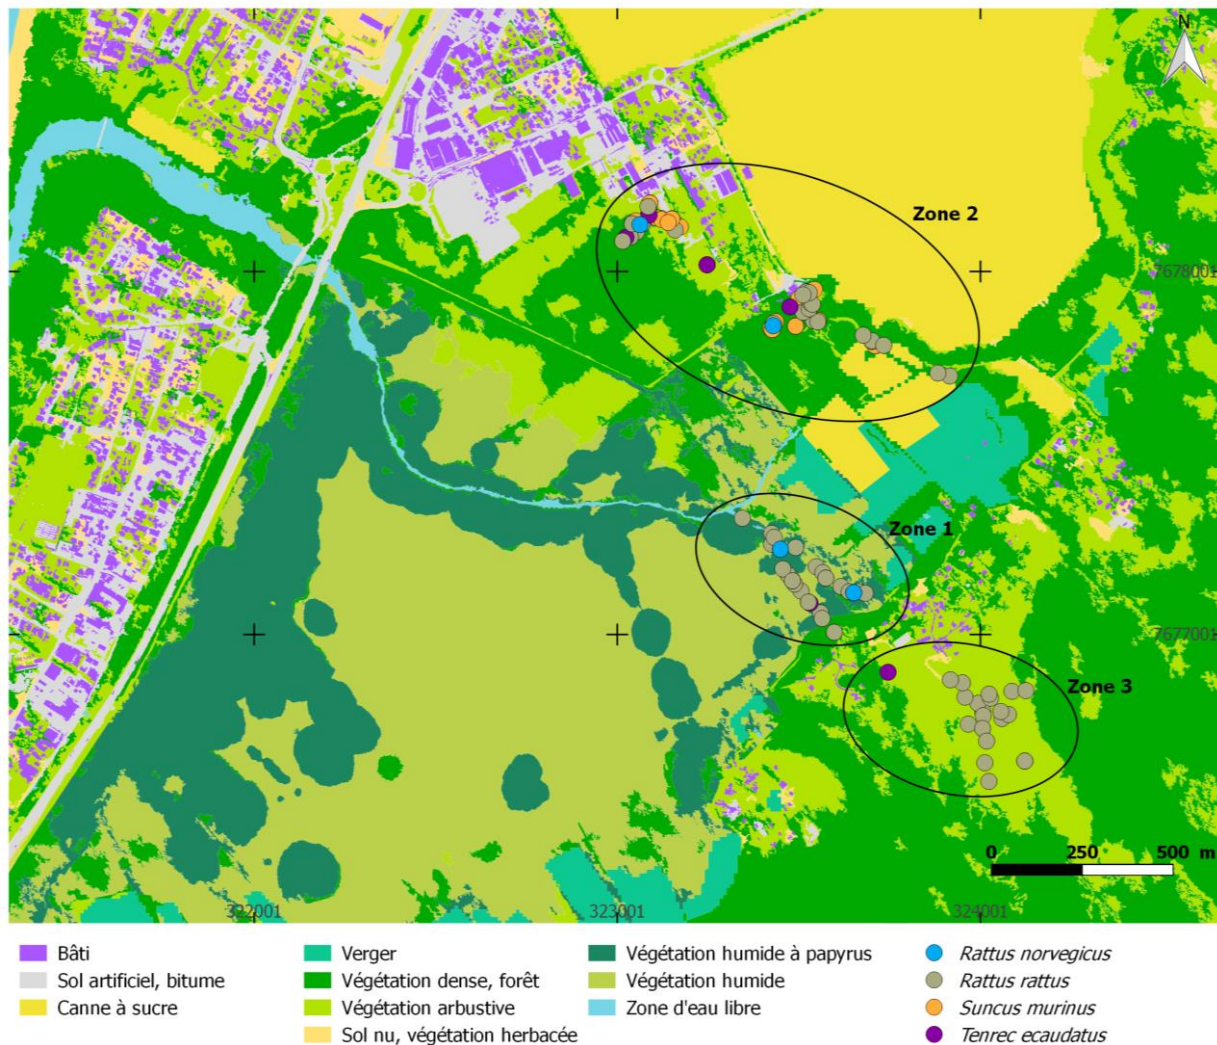 N
Zone 2
7678001
Zone 1
7677001
Zone 3
0 250 500 m
322001 323001 324001
Bâti
Sol artificiel, bitume
Canne à sucre
Verger
Végétation dense, forêt
Végétation arbustive
Sol nu, végétation herbacée
Végétation humide à papyrus
Végétation humide
Zone d'eau libre
Rattus norvegicus
Rattus rattus
Suncus murinus
Tenrec ecaudatus